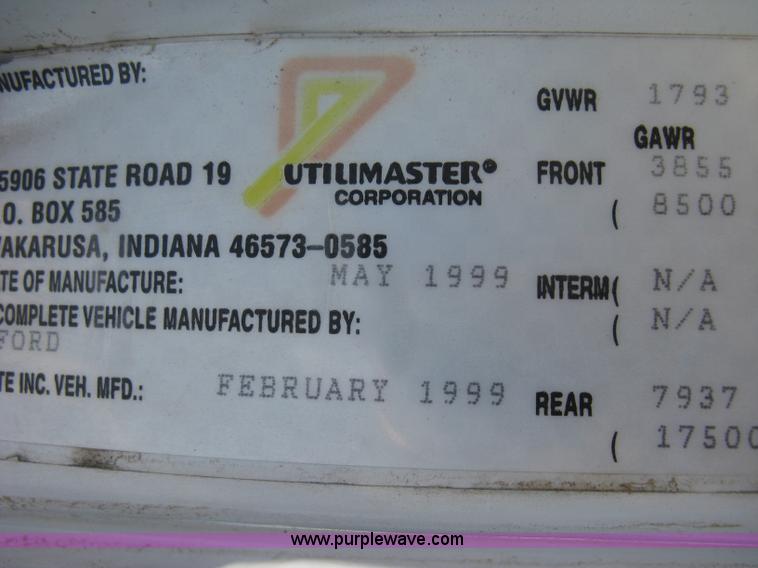 NUFACTURED BY:
5906 STATE ROAD 19
.O. BOX 585
VAKARUSA, INDIANA 46573-0585
TE OF MANUFACTURE: MAY 1999
COMPLETE VEHICLE MANUFACTURED BY:
FORD
TE INC. VEH. MFD.: FEBRUARY 1999
UTILIMASTER®
CORPORATION
GVWR 1793
GAWR
FRONT 3855
( 8500
INTERM ( N/A
( N/A
REAR 7937
( 17500
www.purplewave.com